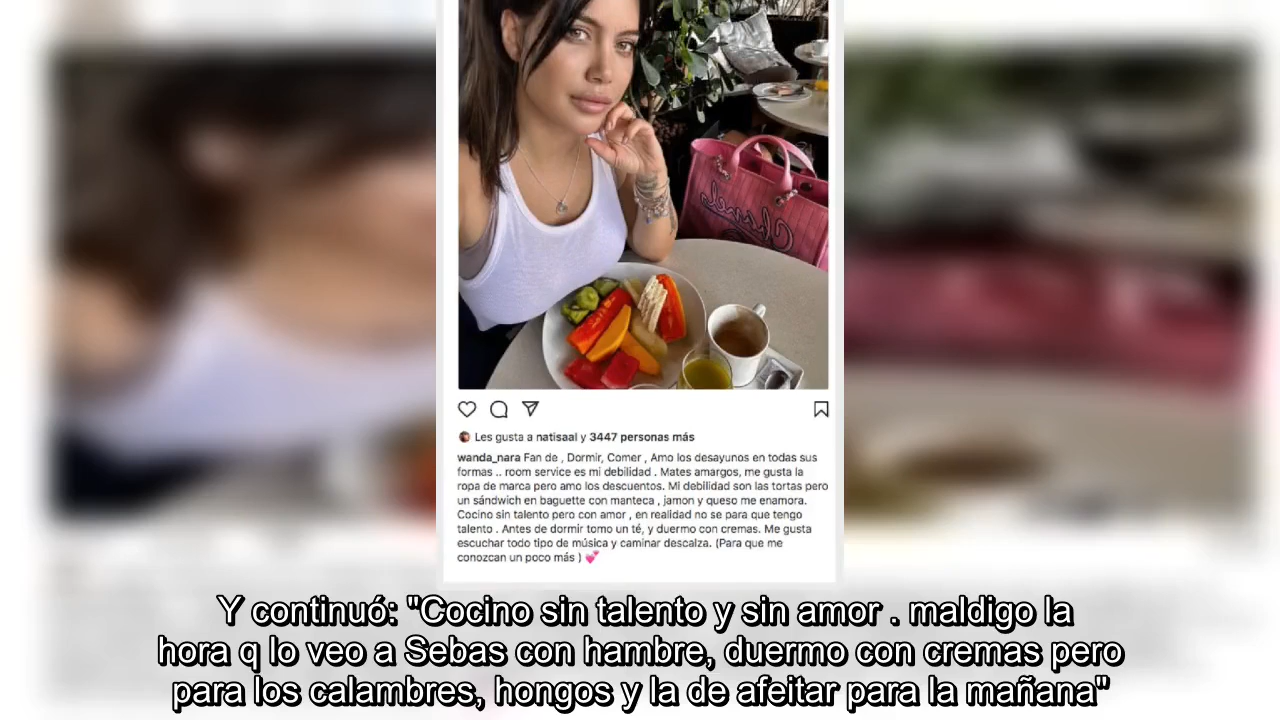 Chanel
Les gusta a natisaal y 3447 personas más
wanda_nara Fan de , Dormir, Comer , Amo los desayunos en todas sus
formas .. room service es mi debilidad . Mates amargos, me gusta la
ropa de marca pero amo los descuentos. Mi debilidad son las tortas pero
un sándwich en baguette con manteca , jamon y queso me enamora.
Cocino sin talento pero con amor , en realidad no se para que tengo
talento . Antes de dormir tomo un té, y duermo con cremas. Me gusta
escuchar todo tipo de música y caminar descalza. (Para que me
conozcan un poco más ) 💕
Y continuó: "Cocino sin talento y sin amor . maldigo la
hora q lo veo a Sebas con hambre, duermo con cremas pero
para los calambres, hongos y la de afeitar para la mañana"